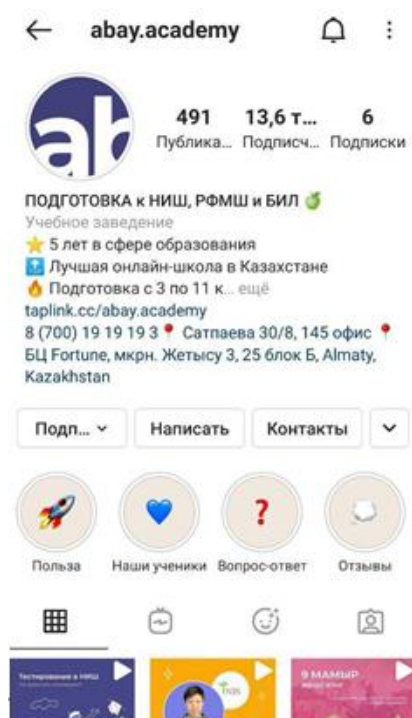 abay.academy
ab
491 13,6 т... 6
Публика... Подписч... Подписки
ПОДГОТОВКА к НИШ, РФМШ и БИЛ
Учебное заведение
5 лет в сфере образования
Лучшая онлайн-школа в Казахстане
Подготовка с 3 по 11 к... ещё
taplink.cc/abay.academy
8 (700) 19 19 19 3 Сатпаева 30/8, 145 офис
БЦ Fortune, мкрн. Жетысу 3, 25 блок Б, Almaty,
Kazakhstan
Подп... Написать Контакты
Польза Наши ученики Вопрос-ответ Отзывы
Тестирование в НИШ
9 МАМЫР